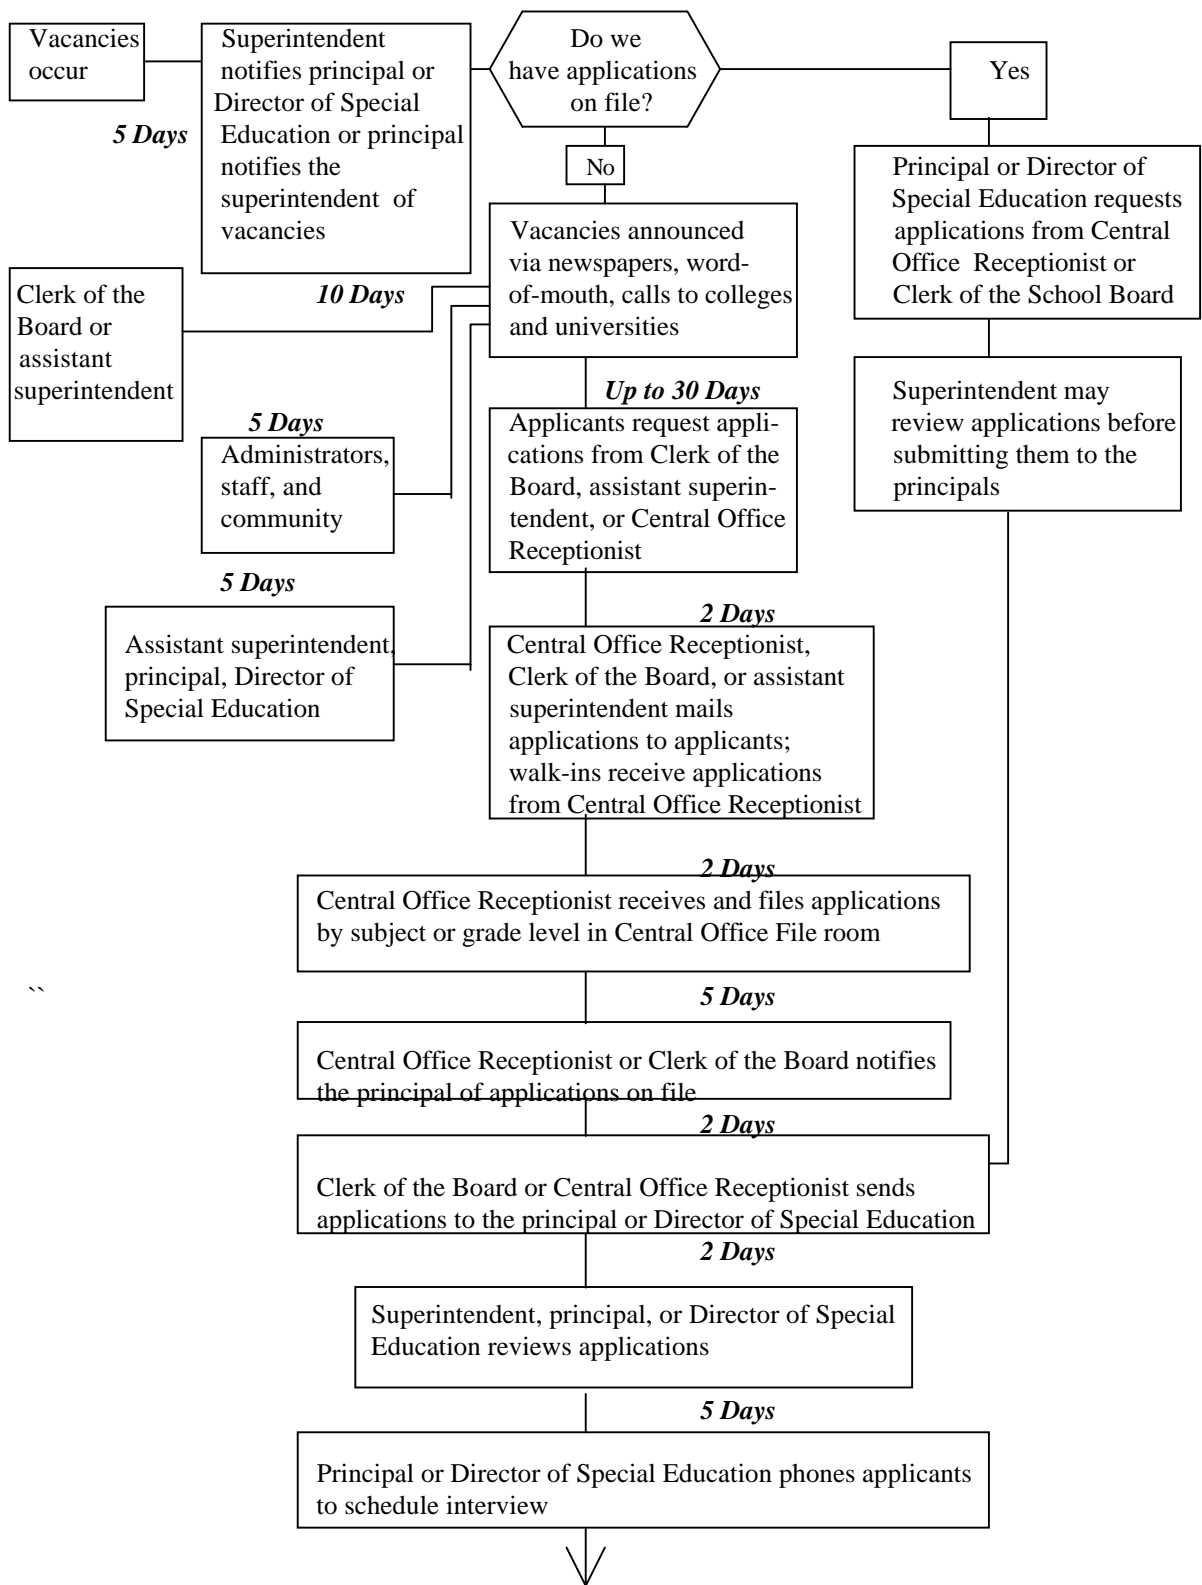 Vacancies
occur
5 Days
Superintendent
notifies principal or
Director of Special
Education or principal
notifies the
superintendent of
vacancies
Do we
have applications
on file?
Yes
No
Principal or Director of
Special Education requests
applications from Central
Office Receptionist or
Clerk of the School Board
Superintendent may
review applications before
submitting them to the
principals
Vacancies announced
via newspapers, word-
of-mouth, calls to colleges
and universities
10 Days
Clerk of the
Board or
assistant
superintendent
5 Days
Administrators,
staff, and
community
5 Days
Assistant superintendent,
principal, Director of
Special Education
Up to 30 Days
Applicants request appli-
cations from Clerk of the
Board, assistant superin-
tendent, or Central Office
Receptionist
2 Days
Central Office Receptionist,
Clerk of the Board, or assistant
superintendent mails
applications to applicants;
walk-ins receive applications
from Central Office Receptionist
2 Days
Central Office Receptionist receives and files applications
by subject or grade level in Central Office File room
``
5 Days
Central Office Receptionist or Clerk of the Board notifies
the principal of applications on file
2 Days
Clerk of the Board or Central Office Receptionist sends
applications to the principal or Director of Special Education
2 Days
Superintendent, principal, or Director of Special
Education reviews applications
5 Days
Principal or Director of Special Education phones applicants
to schedule interview